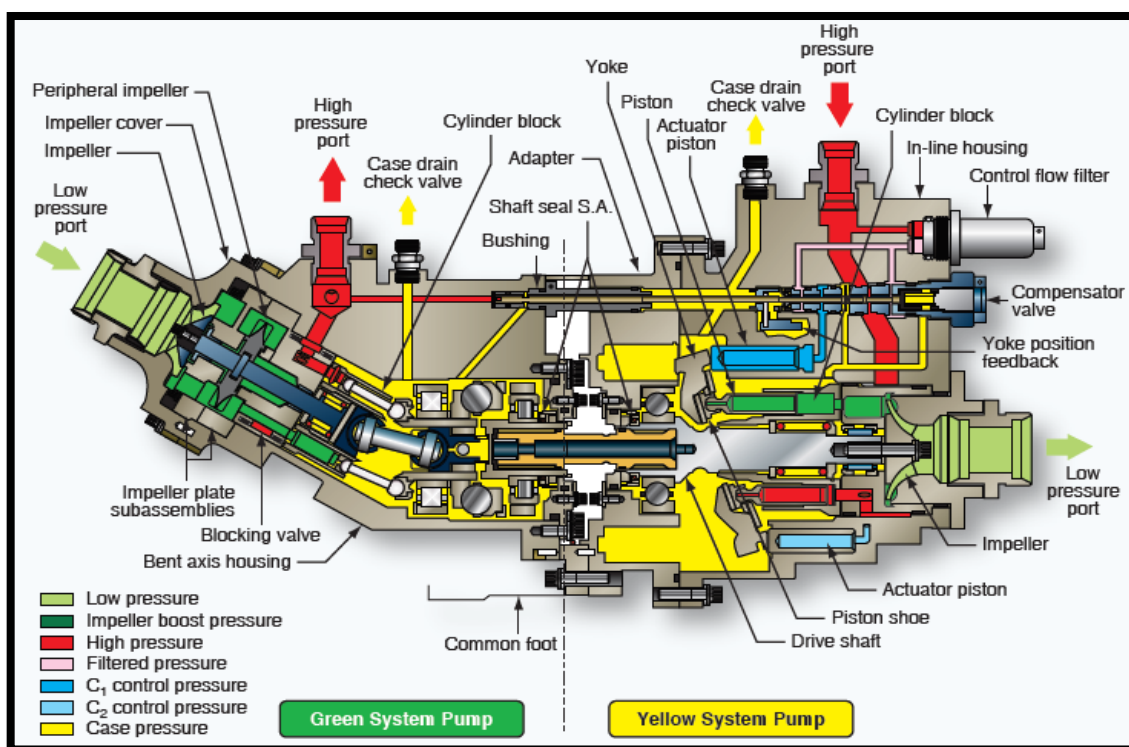 Peripheral impeller
Impeller cover
Impeller
Low
pressure
port
High
pressure
port
Case drain
check valve
Cylinder block
Adapter
Shaft seal S.A.
Bushing
Yoke
Piston
Actuator
piston
Case drain
check valve
High
pressure
port
Cylinder block
In-line housing
Control flow filter
Compensator
valve
Yoke position
feedback
Low
pressure
port
Impeller
Actuator piston
Piston shoe
Drive shaft
Common foot
Impeller plate
subassemblies
Blocking valve
Bent axis housing
Low pressure
Impeller boost pressure
High pressure
Filtered pressure
C₁ control pressure
C₂ control pressure
Case pressure
Green System Pump
Yellow System Pump